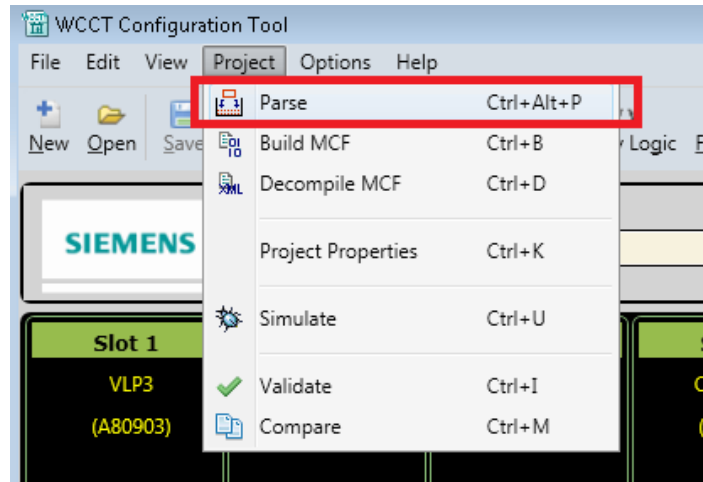 WCCT Configuration Tool
File Edit View Project Options Help
New Open Save Logic
Parse Ctrl+Alt+P
Build MCF Ctrl+B
Decompile MCF Ctrl+D
Project Properties Ctrl+K
Simulate Ctrl+U
Validate Ctrl+I
Compare Ctrl+M
SIEMENS
Slot 1
VLP3
(A80903)